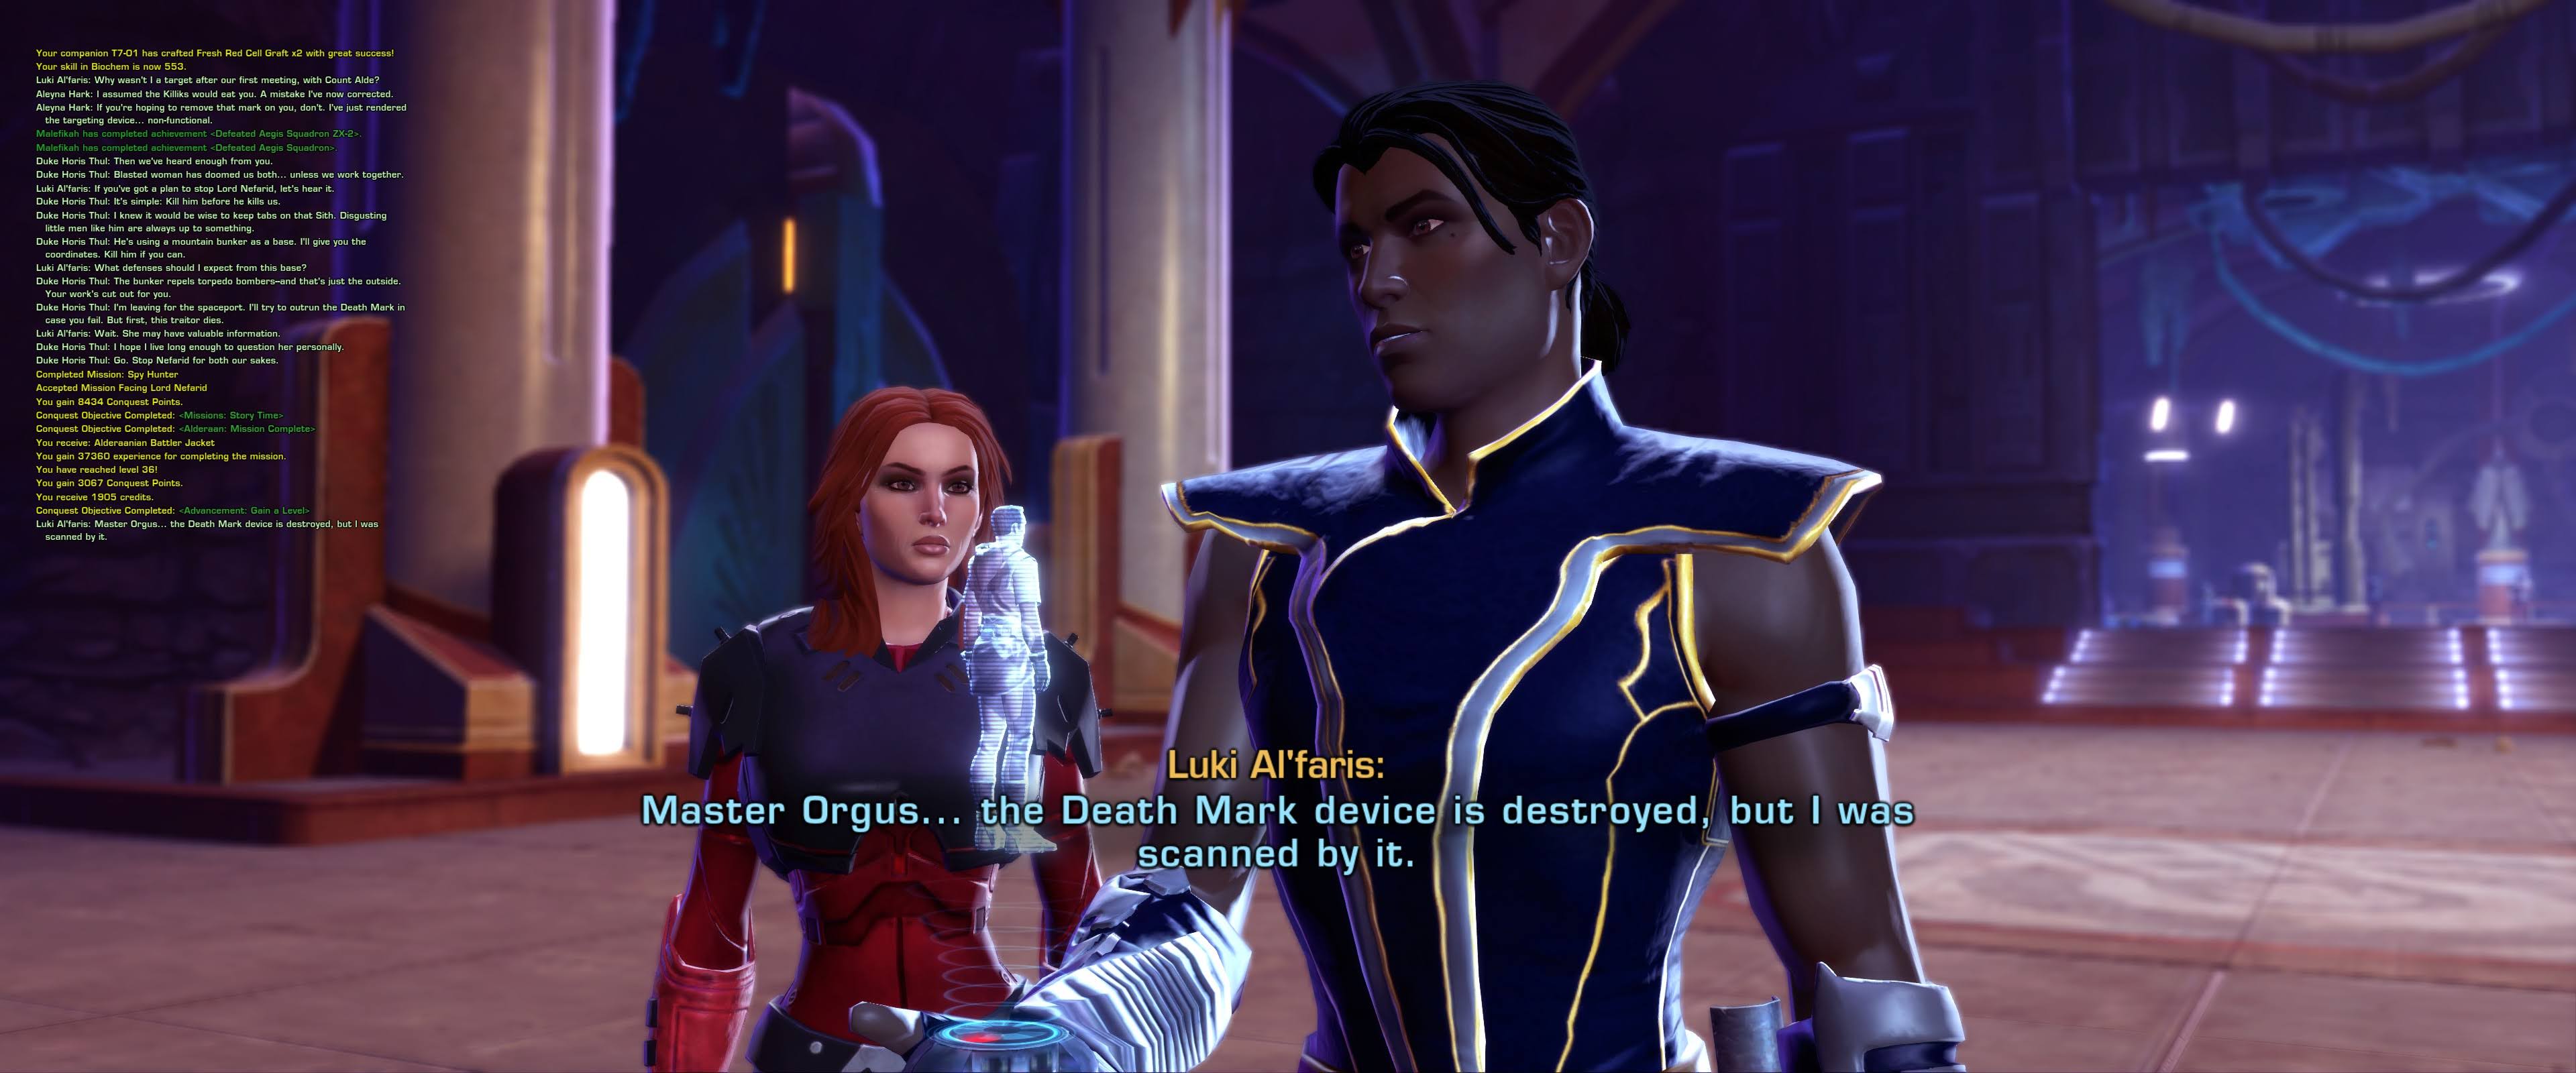 Your companion T7-O1 has crafted Fresh Red Cell Graft x2 with great success!
Your skill in Biochem is now 553.
Luki Al'faris: Why wasn't I a target after our first meeting, with Count Alde?
Aleyna Hark: I assumed the Killiks would eat you. A mistake I've now corrected.
Aleyna Hark: If you're hoping to remove that mark on you, don't. I've just rendered
the targeting device... non-functional.
Malefikah has completed achievement <Defeated Aegis Squadron ZX-2>.
Malefikah has completed achievement <Defeated Aegis Squadron>.
Duke Horis Thul: Then we've heard enough from you.
Duke Horis Thul: Blasted woman has doomed us both... unless we work together.
Luki Al'faris: If you've got a plan to stop Lord Nefarid, let's hear it.
Duke Horis Thul: It's simple: Kill him before he kills us.
Duke Horis Thul: I knew it would be wise to keep tabs on that Sith. Disgusting
little men like him are always up to something.
Duke Horis Thul: He's using a mountain bunker as a base. I'll give you the
coordinates. Kill him if you can.
Luki Al'faris: What defenses should I expect from this base?
Duke Horis Thul: The bunker repels torpedo bombers—and that's just the outside.
Your work's cut out for you.
Duke Horis Thul: I'm leaving for the spaceport. I'll try to outrun the Death Mark in
case you fail. But first, this traitor dies.
Luki Al'faris: Wait. She may have valuable information.
Duke Horis Thul: I hope I live long enough to question her personally.
Duke Horis Thul: Go. Stop Nefarid for both our sakes.
Completed Mission: Spy Hunter
Accepted Mission Facing Lord Nefarid
You gain 8434 Conquest Points.
Conquest Objective Completed: <Missions: Story Time>
Conquest Objective Completed: <Alderaan: Mission Complete>
You receive: Alderaanian Battler Jacket
You gain 37360 experience for completing the mission.
You have reached level 36!
You gain 3067 Conquest Points.
You receive 1905 credits.
Conquest Objective Completed: <Advancement: Gain a Level>
Luki Al'faris: Master Orgus... the Death Mark device is destroyed, but I was
scanned by it.
Luki Al'faris:
Master Orgus... the Death Mark device is destroyed, but I was
scanned by it.